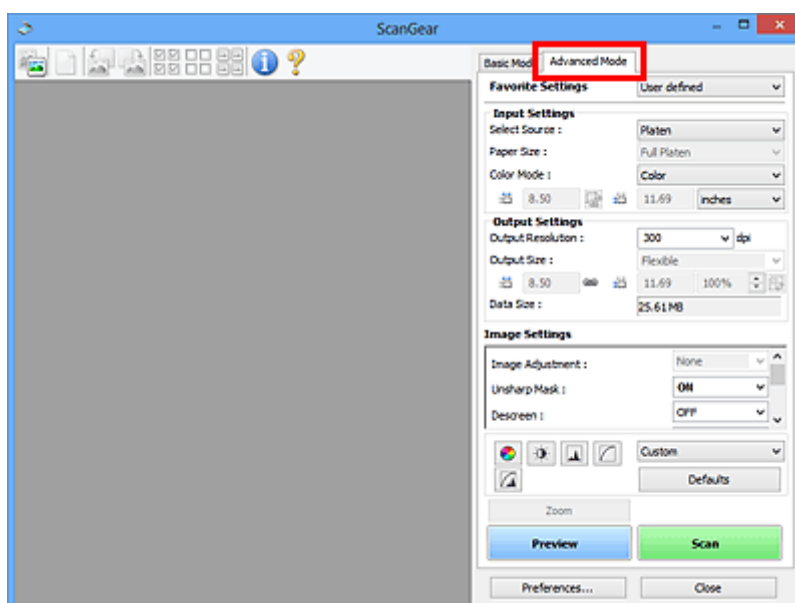 ScanGear
Basic Mod Advanced Mode
Favorite Settings User defined
Input Settings
Select Source : Platen
Paper Size : Full Platen
Color Mode : Color
8.50 11.69 inches
Output Settings
Output Resolution : 300 dpi
Output Size : Flexible
8.50 11.69 100%
Data Size : 25.61MB
Image Settings
Image Adjustment : None
Unsharp Mask : ON
Descreen : OFF
Custom
Defaults
Zoom
Preview Scan
Preferences... Close